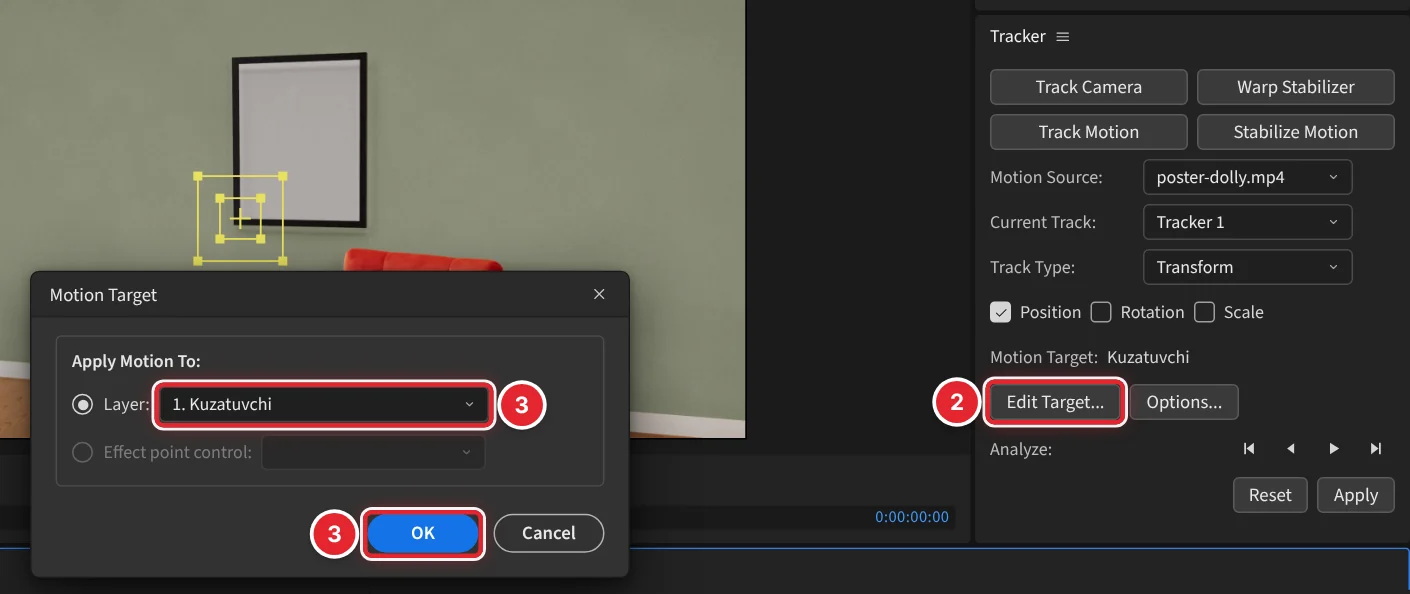 Tracker
Track Camera
Warp Stabilizer
Track Motion
Stabilize Motion
Motion Source:
poster-dolly.mp4
Current Track:
Tracker 1
Track Type:
Transform
Position
Rotation
Scale
Motion Target: Kuzatuvchi
2
Edit Target...
Options...
Analyze:
Reset
Apply
0:00:00:00
Motion Target
Apply Motion To:
Layer:
1. Kuzatuvchi
3
Effect point control:
3
OK
Cancel